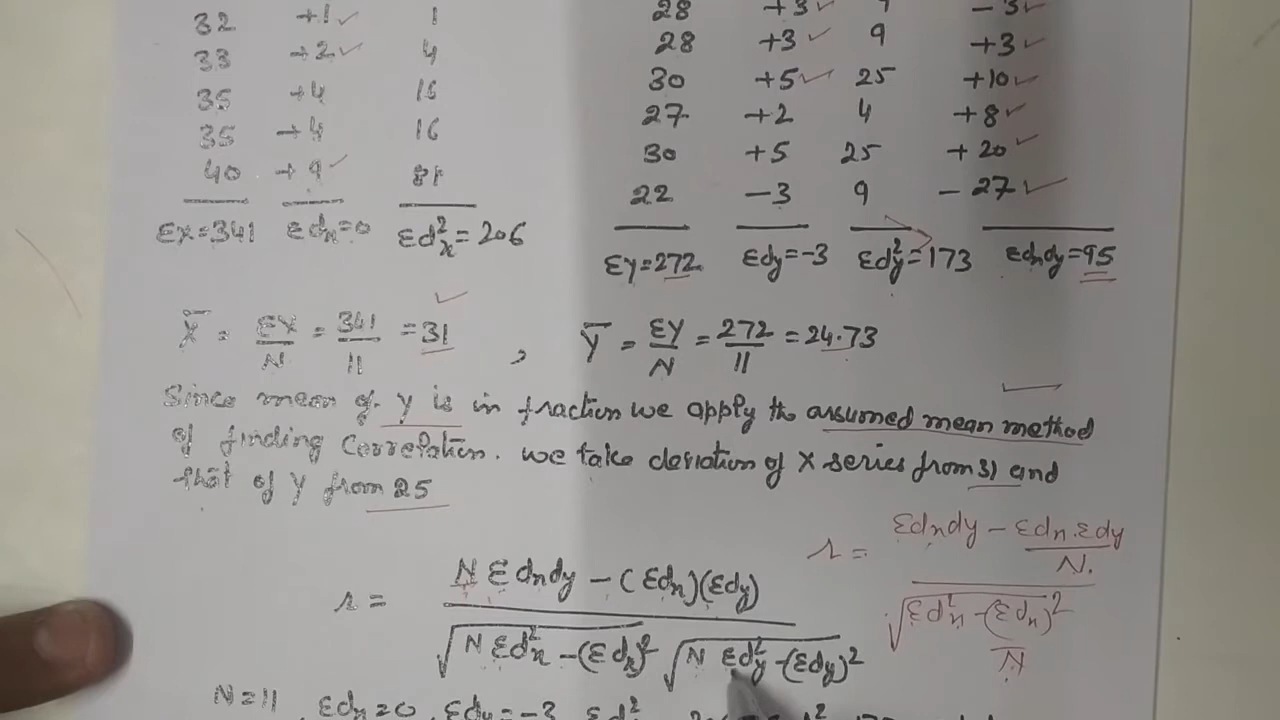 32 +1 ✓ 1 28 +3 ✓ 9 -3 ✓
33 +2 ✓ 4 28 +3 ✓ 9 +3 ✓
35 +4 16 30 +5 ✓ 25 +10 ✓
35 +4 16 27 +2 4 +8 ✓
40 +9 ✓ 81 30 +5 25 +20 ✓
22 -3 9 -27 ✓
Σx=341 Σdx=0 Σd²x=206 ΣY=272 Σdy=-3 Σd²y=173 Σdxdy=95
X̄ = ΣX/N = 341/11 = 31 , Ȳ = ΣY/N = 272/11 = 24.73
Since mean of y is in fraction we apply the assumed mean method
of finding Correlation. we take deviation of X series from 31 and
that of Y from 25
r = (Σdxdy - Σdx.Σdy/N.) / √Σd²x - (Σdx)²/N
r = (N Σdxdy - (Σdx)(Σdy)) / (√N Σd²x - (Σdx)² √N Σd²y - (Σdy)²)
N=11, Σdx=0, Σdy=-3, Σd²